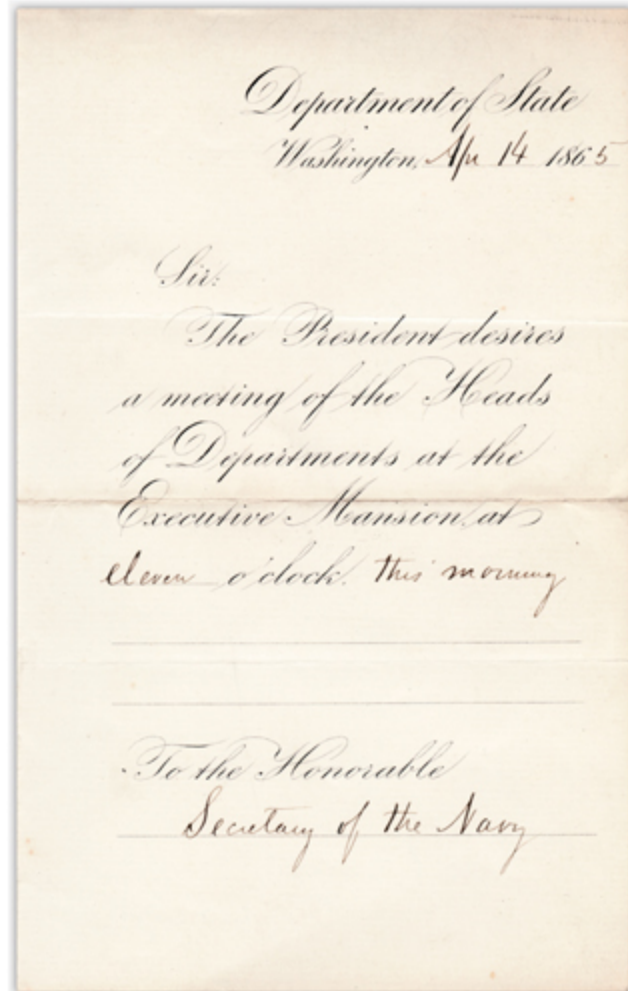 Department of State
Washington, Apr 14 1865
Sir:
The President desires
a meeting of the Heads
of Departments at the
Executive Mansion, at
eleven o'clock. this morning
To the Honorable
Secretary of the Navy